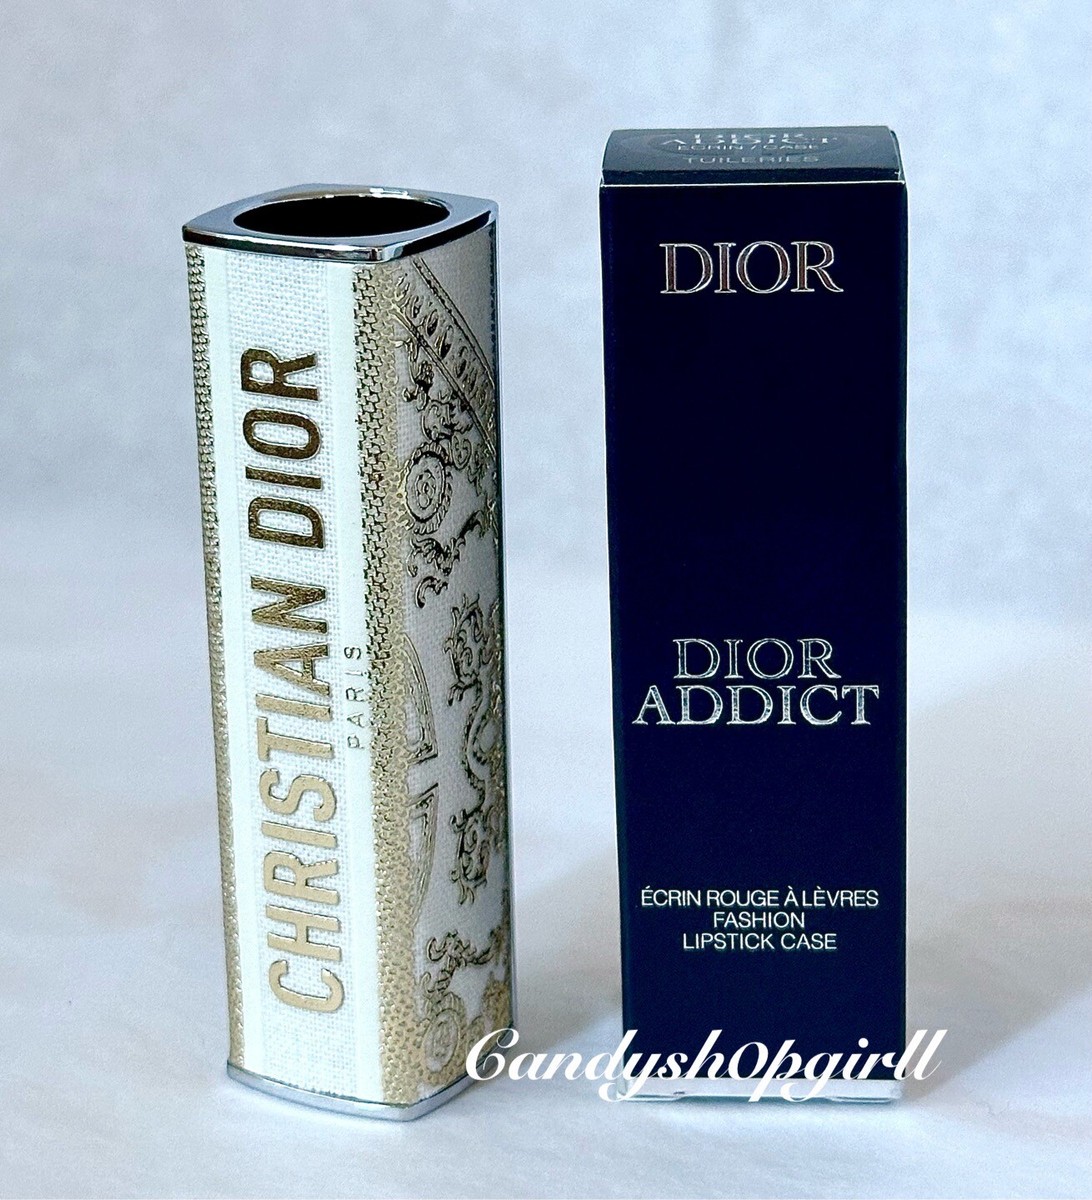 CHRISTIAN DIOR
PARIS
DIOR
ADDICT
ÉCRIN / CASE
TUILERIES
DIOR
DIOR
ADDICT
ÉCRIN ROUGE À LÈVRES
FASHION
LIPSTICK CASE
Candysh0pgirll